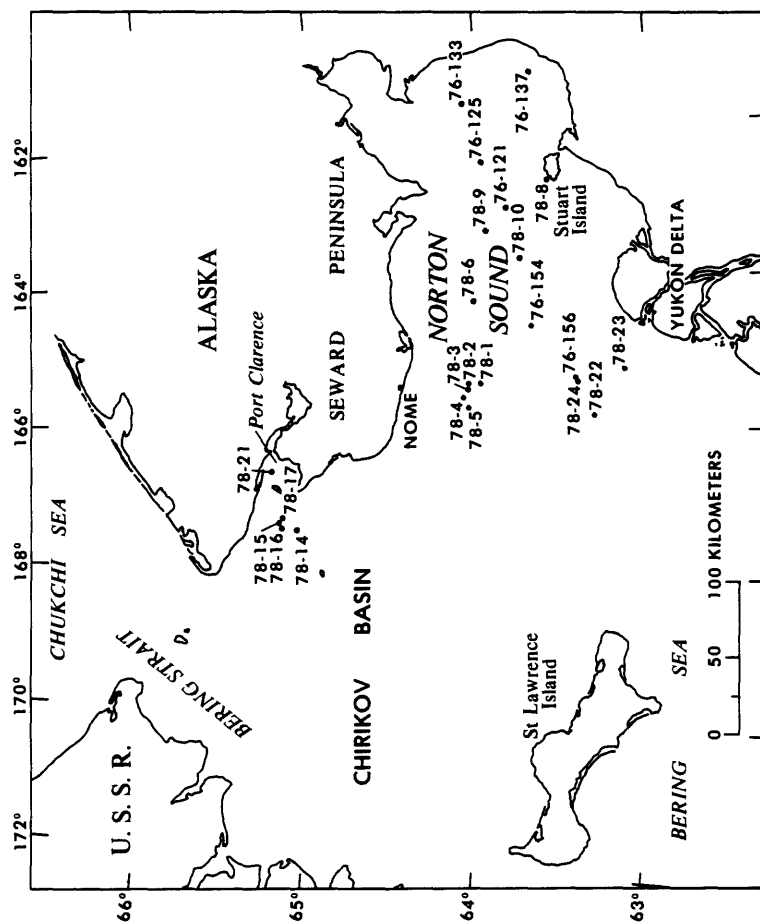 172°
170°
168°
166°
164°
162°
66°
65°
64°
63°
CHUKCHI SEA
U. S. S. R.
BERING STRAIT
ALASKA
Port Clarence
SEWARD PENINSULA
NOME
78-21
78-15
78-16
78-17
78-14
CHIRIKOV BASIN
NORTON
SOUND
78-3
78-4
78-2
78-5
78-1
78-6
78-9
76-133
76-125
76-121
78-10
76-137
76-154
78-8
Stuart
Island
76-156
78-24
78-22
78-23
YUKON DELTA
St Lawrence
Island
BERING SEA
0 50 100 KILOMETERS